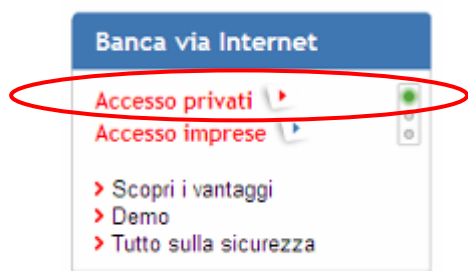 Banca via Internet
Accesso privati
Accesso imprese
Scopri i vantaggi
Demo
Tutto sulla sicurezza